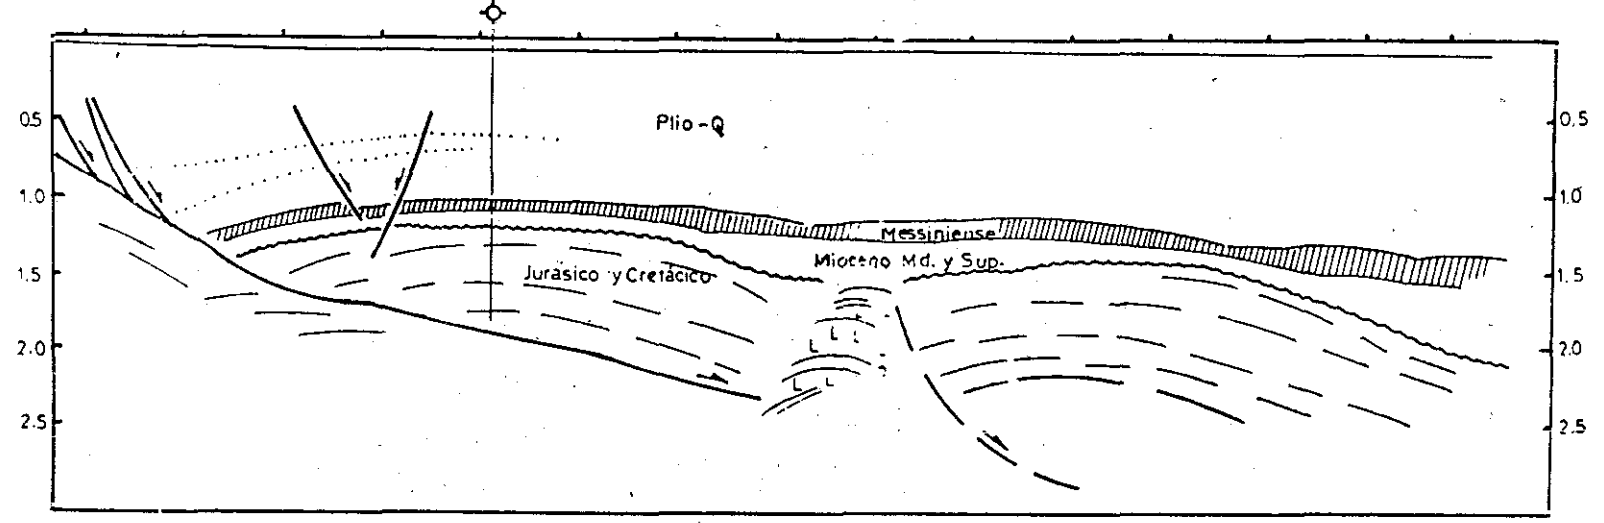 0.5
0.5
Plio-Q
1.0
1.0
Messiniense
Mioceno Md. y Sup.
Jurásico y Cretácico
1.5
1.5
L
L
L
L
L
2.0
2.0
2.5
2.5